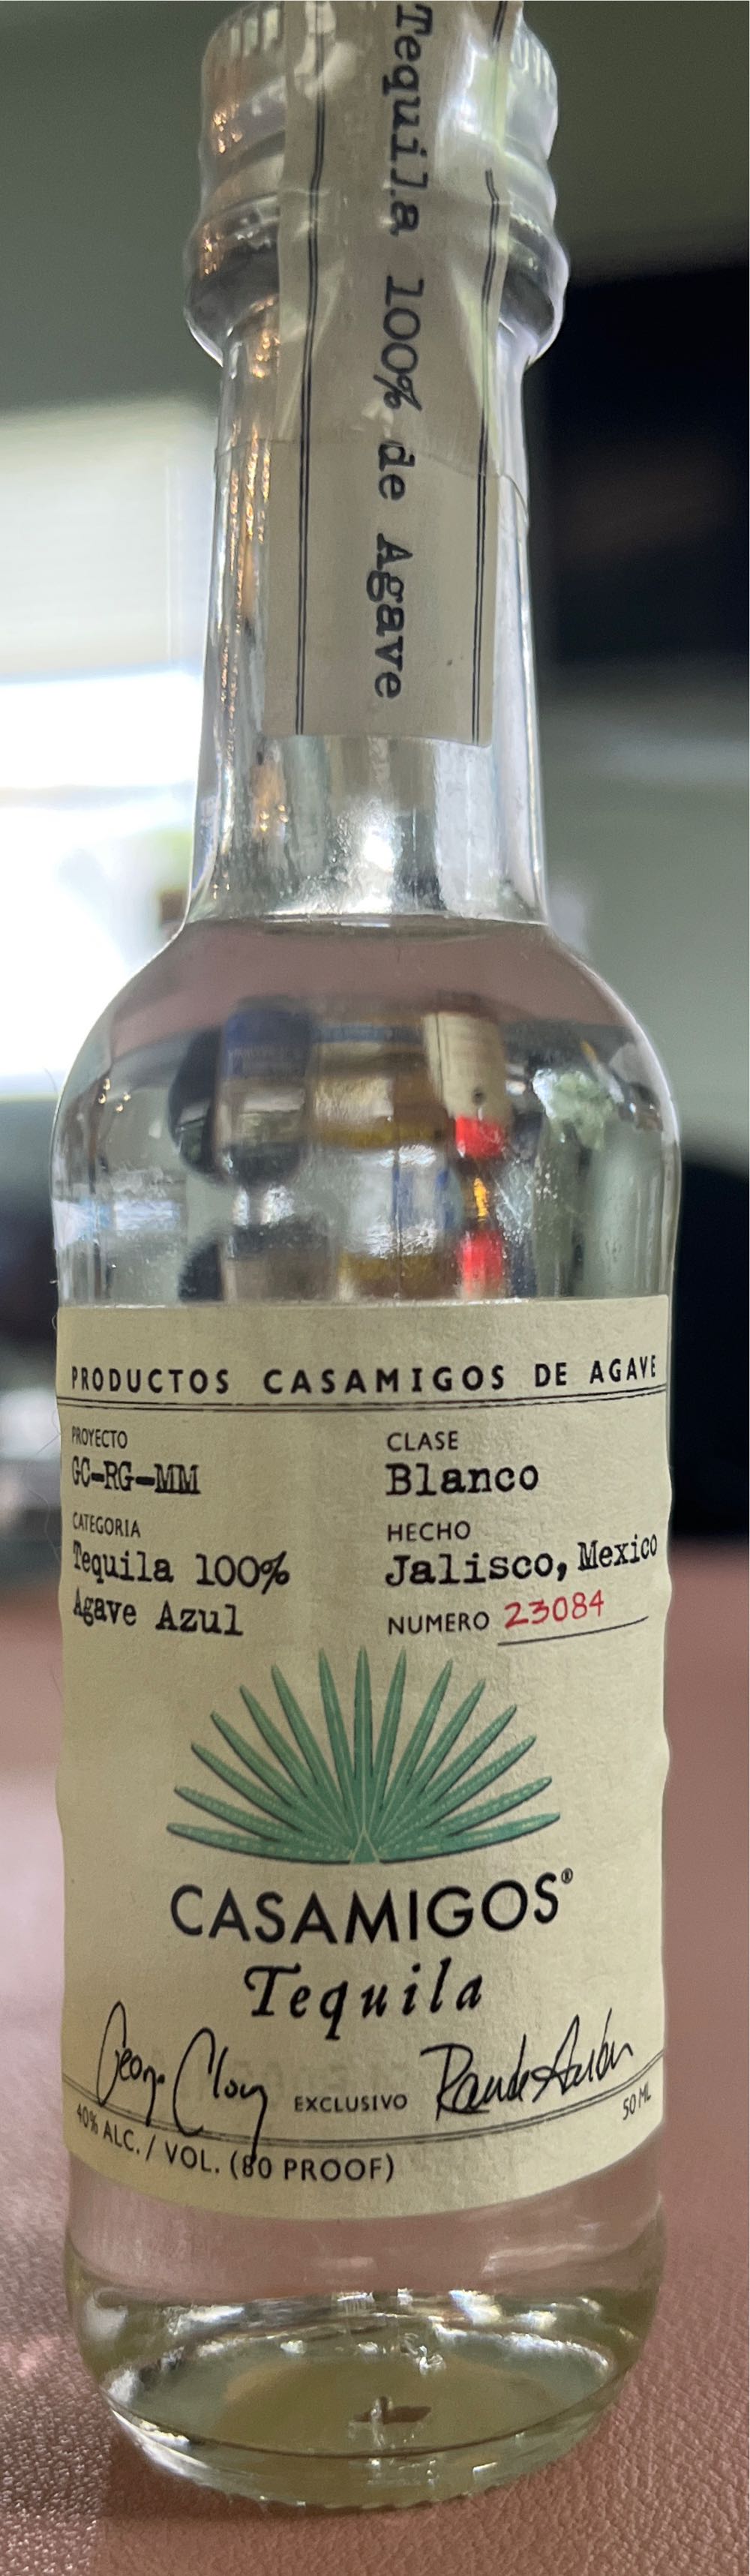 Tequila 100% de Agave
PRODUCTOS CASAMIGOS DE AGAVE
PROYECTO
GC-RG-MM
CATEGORIA
Tequila 100%
Agave Azul
CLASE
Blanco
HECHO
Jalisco, Mexico
NUMERO 23084
CASAMIGOS®
Tequila
EXCLUSIVO
40% ALC. / VOL. (80 PROOF)
50 ML